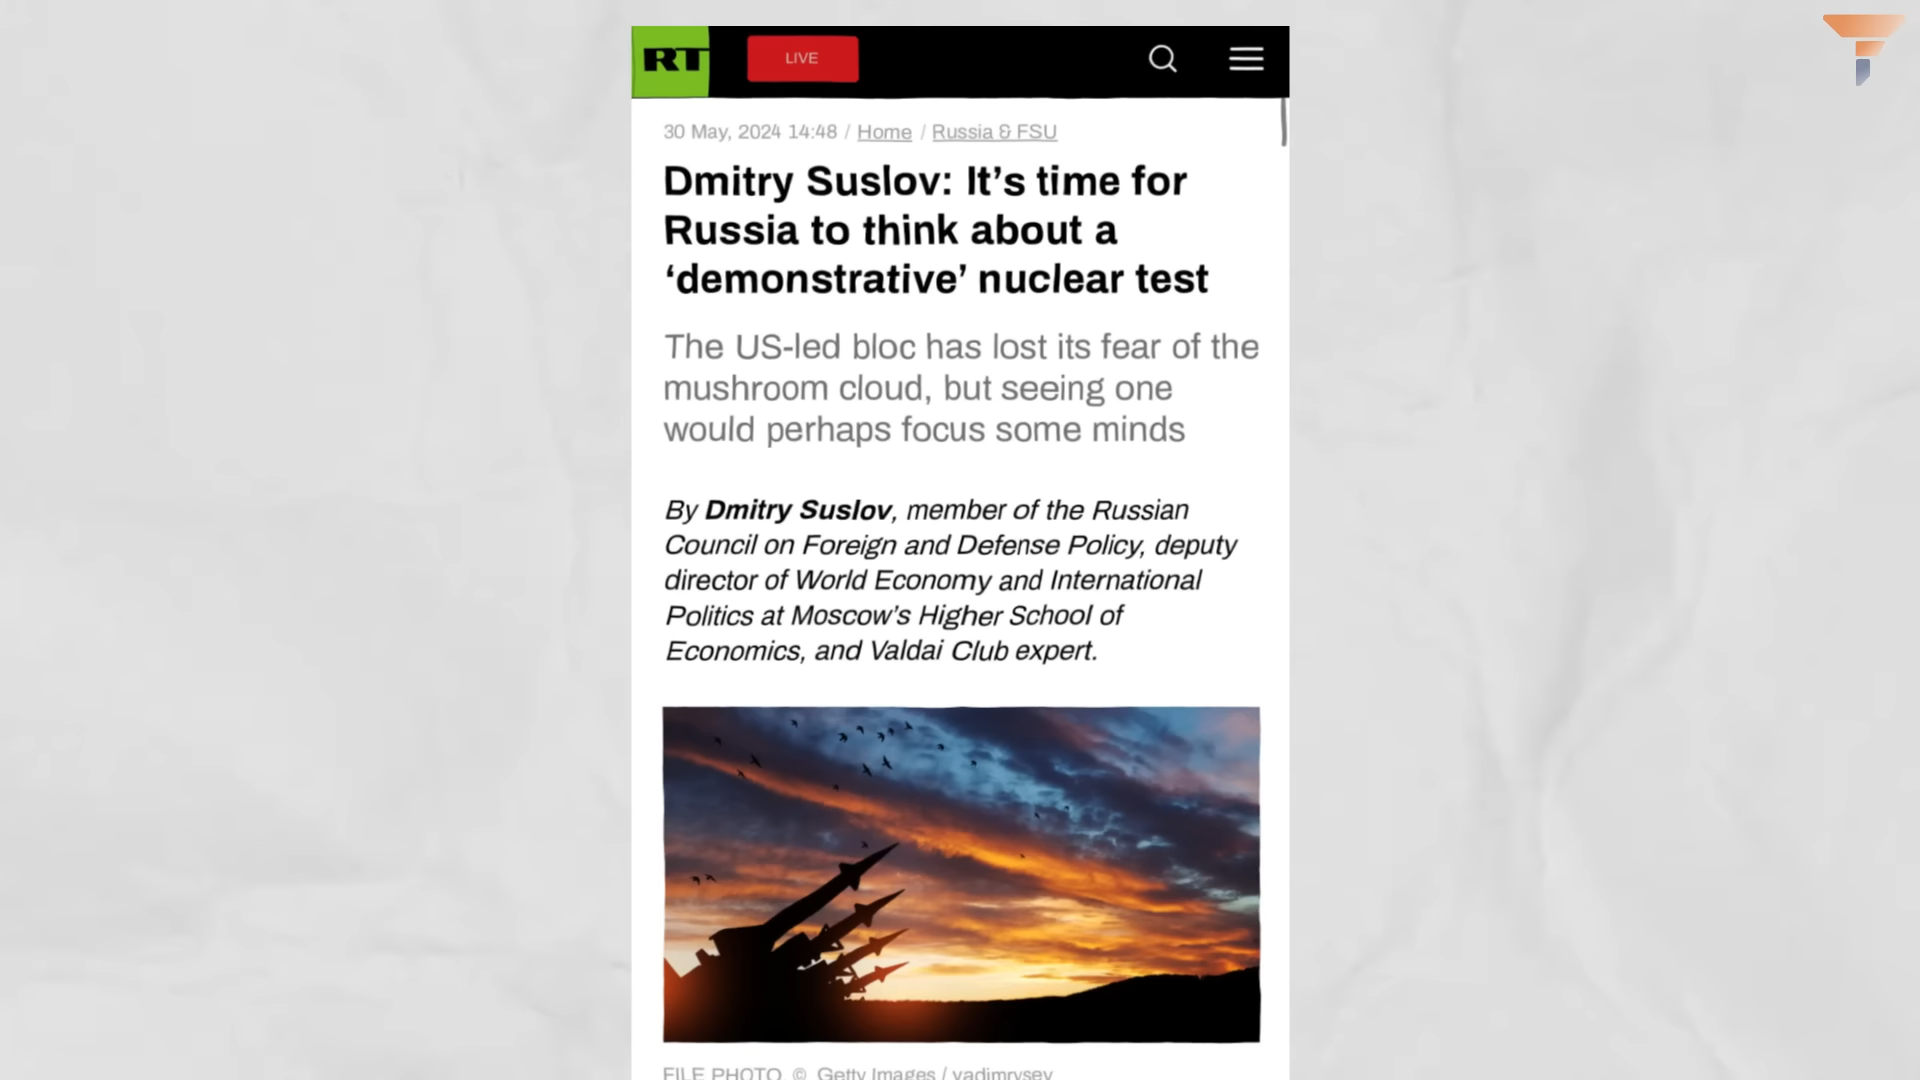 RT
LIVE
30 May, 2024 14:48 / Home / Russia & FSU
Dmitry Suslov: It’s time for
Russia to think about a
‘demonstrative’ nuclear test
The US-led bloc has lost its fear of the
mushroom cloud, but seeing one
would perhaps focus some minds
By Dmitry Suslov, member of the Russian
Council on Foreign and Defense Policy, deputy
director of World Economy and International
Politics at Moscow’s Higher School of
Economics, and Valdai Club expert.
FILE PHOTO. © Getty Images / vadimrysev